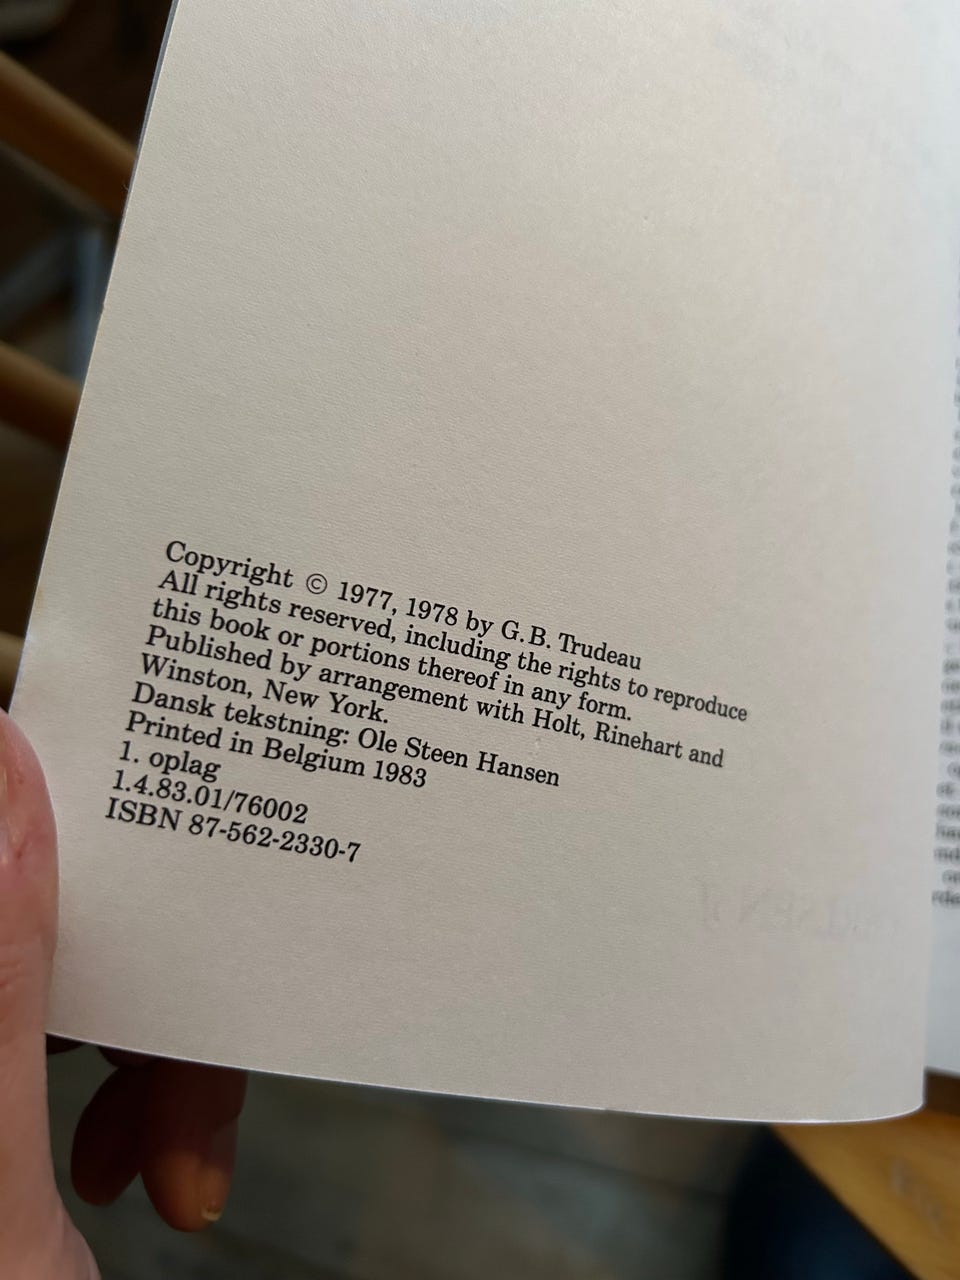 Copyright © 1977, 1978 by G.B. Trudeau
All rights reserved, including the rights to reproduce
this book or portions thereof in any form.
Published by arrangement with Holt, Rinehart and
Winston, New York.
Dansk tekstning: Ole Steen Hansen
Printed in Belgium 1983
1. oplag
1.4.83.01/76002
ISBN 87-562-2330-7